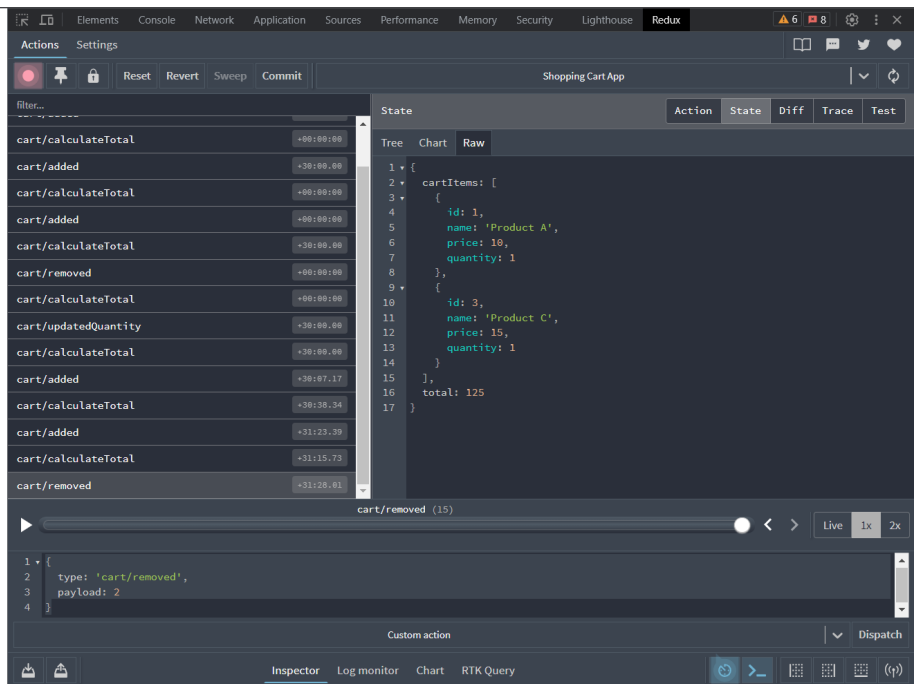 Elements Console Network Application Sources Performance Memory Security Lighthouse Redux 6 8
Actions Settings
Reset Revert Sweep Commit Shopping Cart App
filter...
cart/calculateTotal +00:00:00
cart/added +30:00.00
cart/calculateTotal +00:00:00
cart/added +00:00:00
cart/calculateTotal +30:00.00
cart/removed +00:00:00
cart/calculateTotal +00:00:00
cart/updatedQuantity +30:00.00
cart/calculateTotal +30:00.00
cart/added +30:07.17
cart/calculateTotal +30:38.34
cart/added +31:23.39
cart/calculateTotal +31:15.73
cart/removed +31:28.01
State Action State Diff Trace Test
Tree Chart Raw
1 {
2 cartItems: [
3 {
4 id: 1,
5 name: 'Product A',
6 price: 10,
7 quantity: 1
8 },
9 {
10 id: 3,
11 name: 'Product C',
12 price: 15,
13 quantity: 1
14 }
15 ],
16 total: 125
17 }
cart/removed (15)
Live 1x 2x
1 {
2 type: 'cart/removed',
3 payload: 2
4 }
Custom action Dispatch
Inspector Log monitor Chart RTK Query